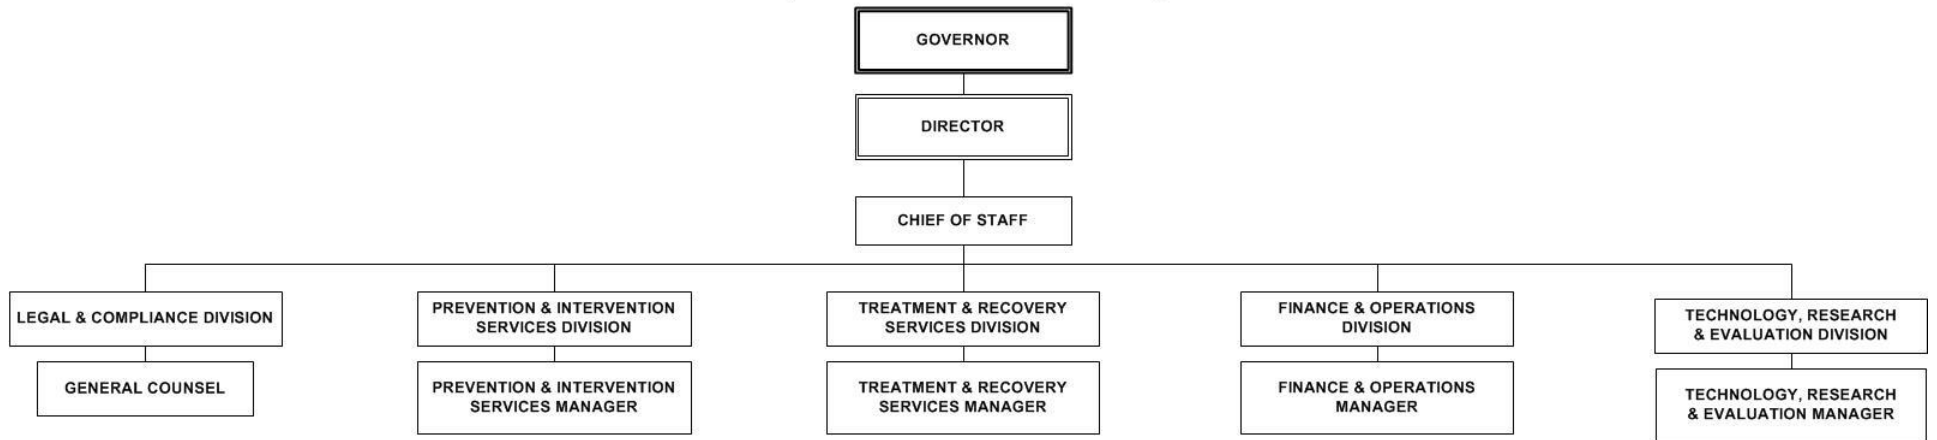 GOVERNOR
DIRECTOR
CHIEF OF STAFF
LEGAL & COMPLIANCE DIVISION
PREVENTION & INTERVENTION
SERVICES DIVISION
TREATMENT & RECOVERY
SERVICES DIVISION
FINANCE & OPERATIONS
DIVISION
TECHNOLOGY, RESEARCH
& EVALUATION DIVISION
GENERAL COUNSEL
PREVENTION & INTERVENTION
SERVICES MANAGER
TREATMENT & RECOVERY
SERVICES MANAGER
FINANCE & OPERATIONS
MANAGER
TECHNOLOGY, RESEARCH
& EVALUATION MANAGER